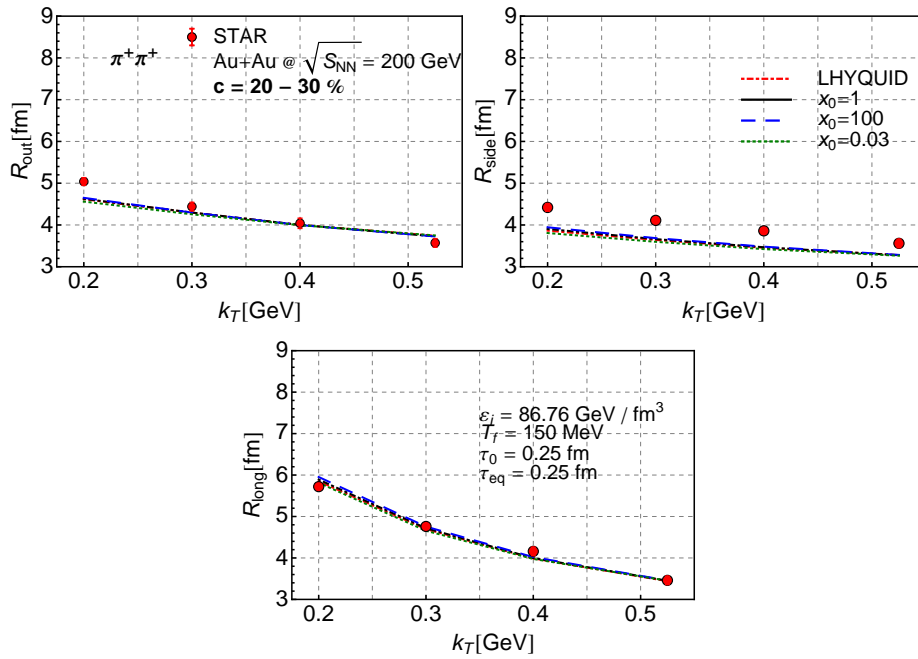 9
8
7
6
5
4
3
R_out[fm]
π⁺π⁺
STAR
Au+Au @ √S_NN = 200 GeV
c = 20 – 30 %
0.2 0.3 0.4 0.5
k_T[GeV]
9
8
7
6
5
4
3
R_side[fm]
LHYQUID
x₀=1
x₀=100
x₀=0.03
0.2 0.3 0.4 0.5
k_T[GeV]
9
8
7
6
5
4
3
R_long[fm]
ε_i = 86.76 GeV / fm³
T_f = 150 MeV
τ₀ = 0.25 fm
τ_eq = 0.25 fm
0.2 0.3 0.4 0.5
k_T[GeV]